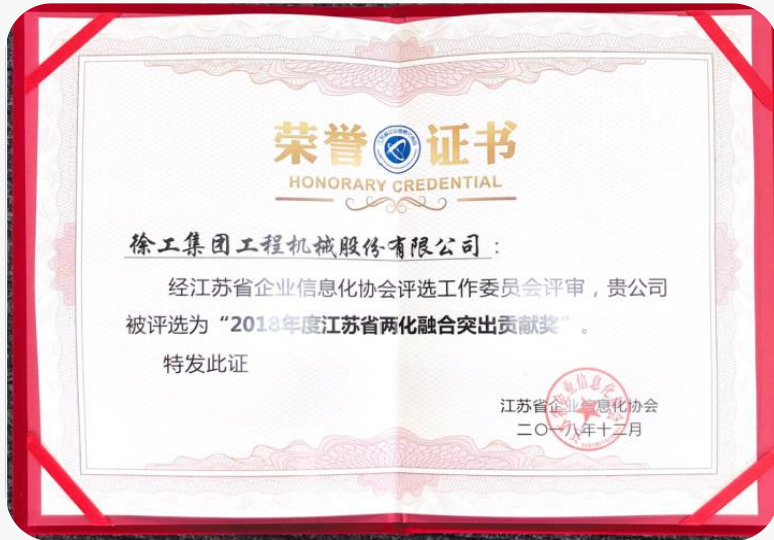 荣誉证书
HONORARY CREDENTIAL
徐工集团工程机械股份有限公司：
经江苏省企业信息化协会评选工作委员会评审，贵公司
被评选为“2018年度江苏省两化融合突出贡献奖”。
特发此证
江苏省企业信息化协会
二〇一八年十二月